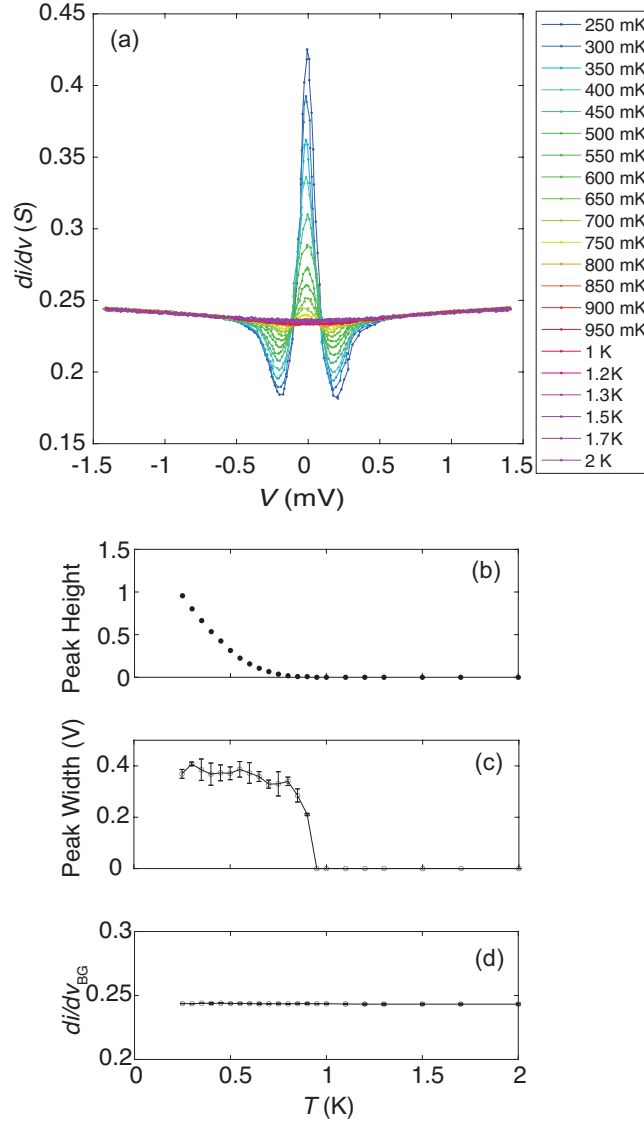 (a)
0.45
0.4
0.35
0.3
0.25
0.2
0.15
di/dv (S)
-1.5 -1 -0.5 0 0.5 1 1.5
V (mV)
250 mK
300 mK
350 mK
400 mK
450 mK
500 mK
550 mK
600 mK
650 mK
700 mK
750 mK
800 mK
850 mK
900 mK
950 mK
1 K
1.2K
1.3K
1.5K
1.7K
2 K
(b)
1.5
1
0.5
0
Peak Height
(c)
0.4
0.2
0
Peak Width (V)
(d)
0.3
0.25
0.2
di/dvBG
0 0.5 1 1.5 2
T (K)